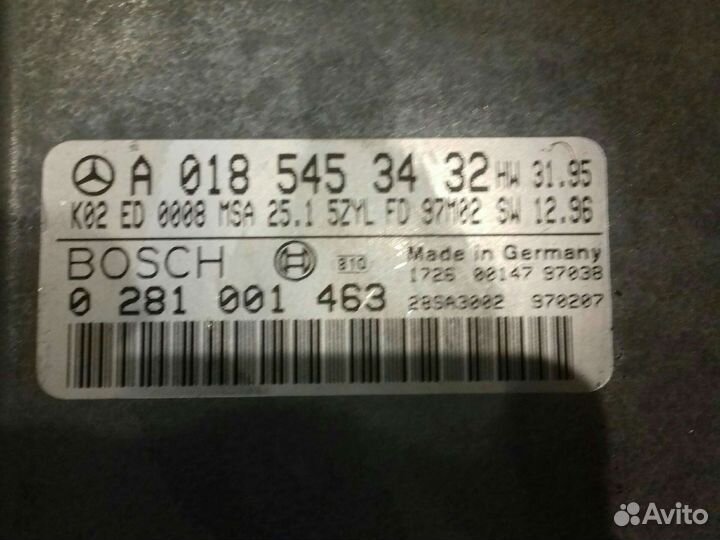 A 018 545 34 32 HW 31.95
K02 ED 0008 MSA 25.1 5ZYL FD 97M02 SW 12.96
BOSCH 810 Made in Germany
1726 00147 97038
0 281 001 463 28SA3002 970207
Avito